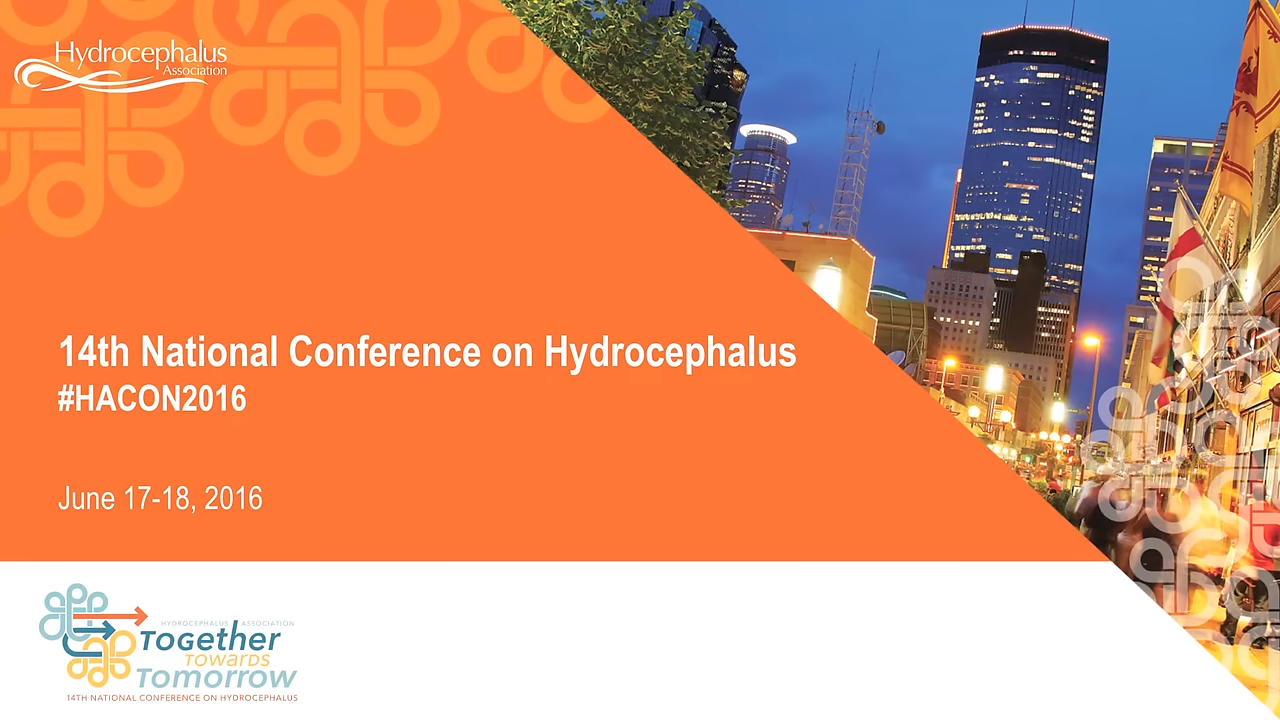 Hydrocephalus
Association
14th National Conference on Hydrocephalus
#HACON2016
June 17-18, 2016
HYDROCEPHALUS ASSOCIATION
Together
Towards
Tomorrow
14TH NATIONAL CONFERENCE ON HYDROCEPHALUS